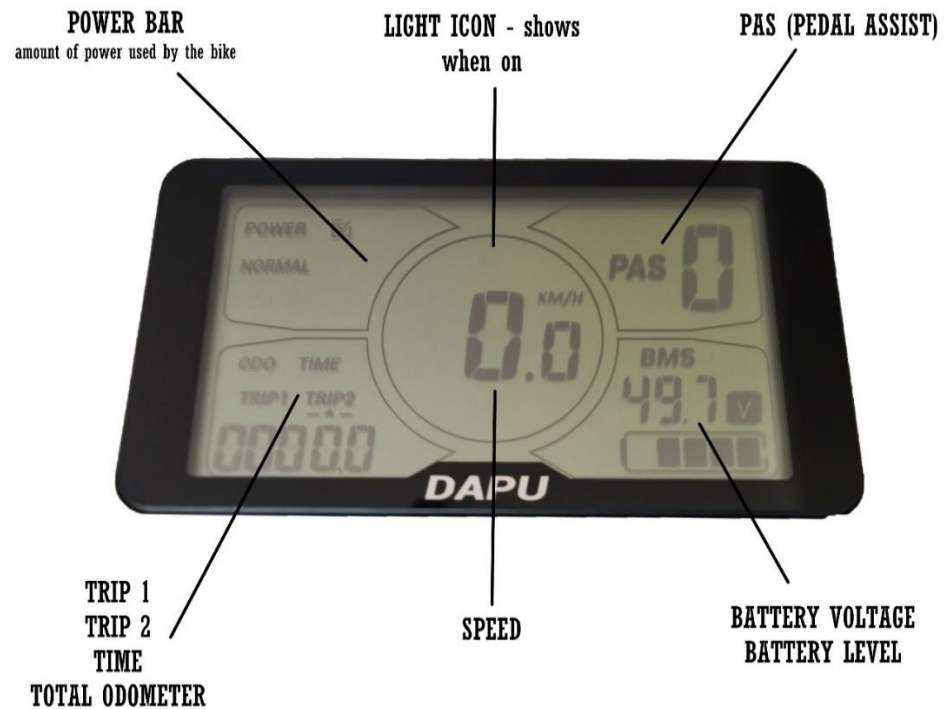 POWER BAR
amount of power used by the bike
LIGHT ICON - shows
when on
PAS (PEDAL ASSIST)
POWER
NORMAL
PAS 0
KM/H
0.0
ODO TIME
TRIP1 TRIP2
0000.0
BMS
49.7 V
DAPU
TRIP 1
TRIP 2
TIME
TOTAL ODOMETER
SPEED
BATTERY VOLTAGE
BATTERY LEVEL